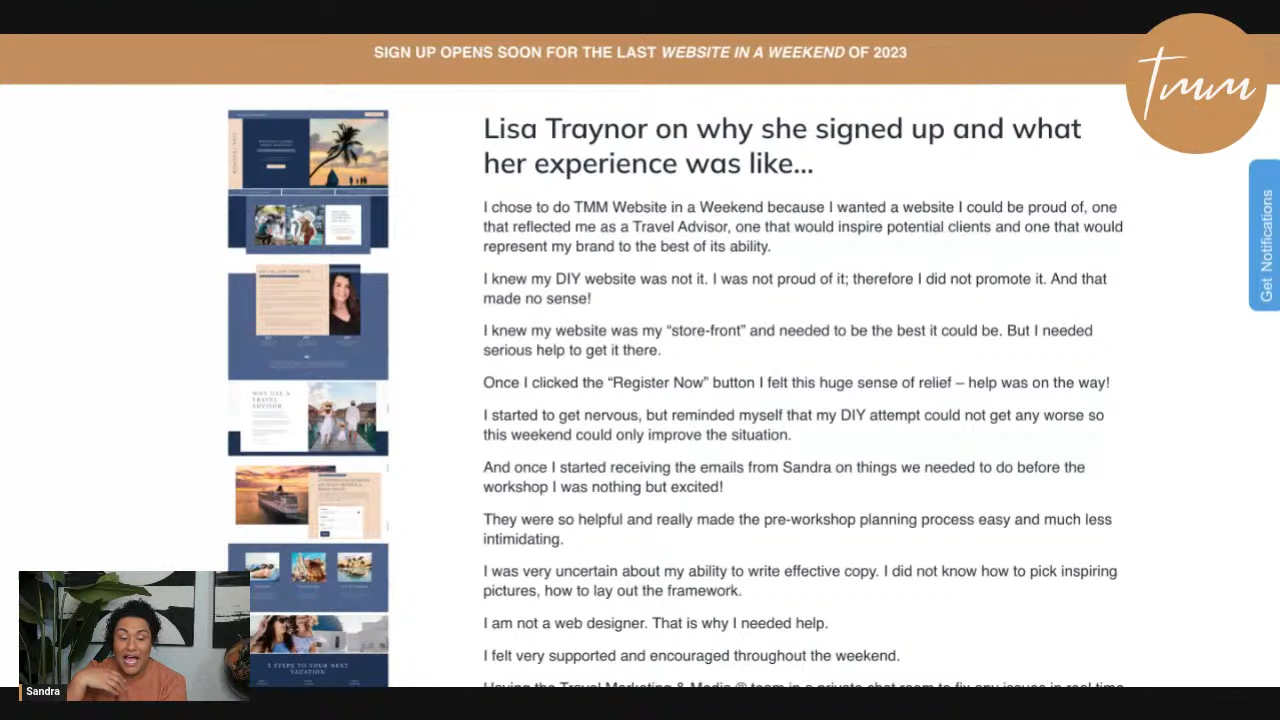 SIGN UP OPENS SOON FOR THE LAST WEBSITE IN A WEEKEND OF 2023
tmm
Get Notifications
Lisa Traynor on why she signed up and what
her experience was like...
I chose to do TMM Website in a Weekend because I wanted a website I could be proud of, one
that reflected me as a Travel Advisor, one that would inspire potential clients and one that would
represent my brand to the best of its ability.
I knew my DIY website was not it. I was not proud of it; therefore I did not promote it. And that
made no sense!
I knew my website was my “store-front” and needed to be the best it could be. But I needed
serious help to get it there.
Once I clicked the “Register Now” button I felt this huge sense of relief – help was on the way!
I started to get nervous, but reminded myself that my DIY attempt could not get any worse so
this weekend could only improve the situation.
And once I started receiving the emails from Sandra on things we needed to do before the
workshop I was nothing but excited!
They were so helpful and really made the pre-workshop planning process easy and much less
intimidating.
I was very uncertain about my ability to write effective copy. I did not know how to pick inspiring
pictures, how to lay out the framework.
I am not a web designer. That is why I needed help.
I felt very supported and encouraged throughout the weekend.
WHY USE A
TRAVEL
ADVISOR
3 STEPS TO YOUR NEXT
VACATION
Sandra